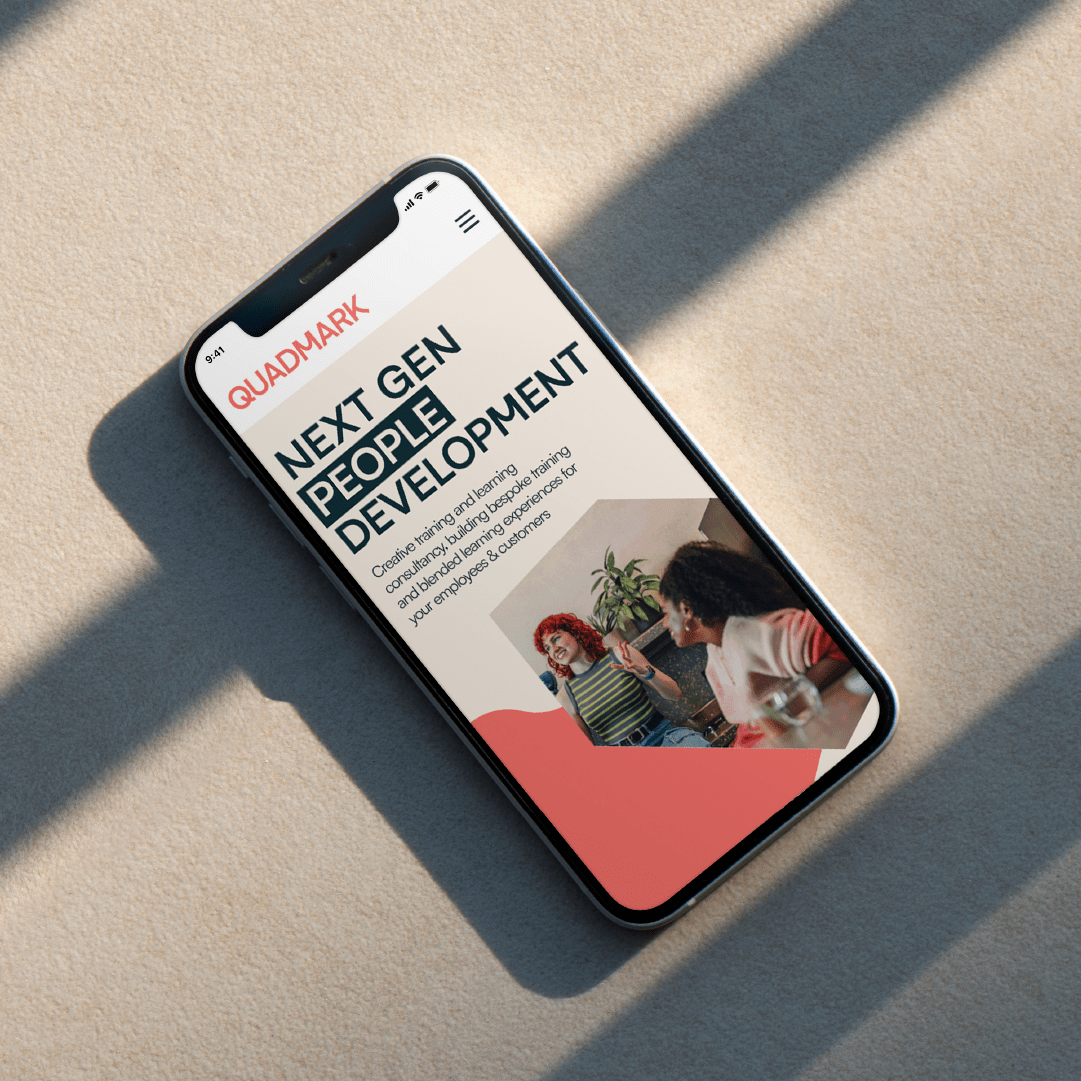 9:41
QUADMARK
NEXT GEN
PEOPLE
DEVELOPMENT
Creative training and learning
consultancy, building bespoke training
and blended learning experiences for
your employees & customers